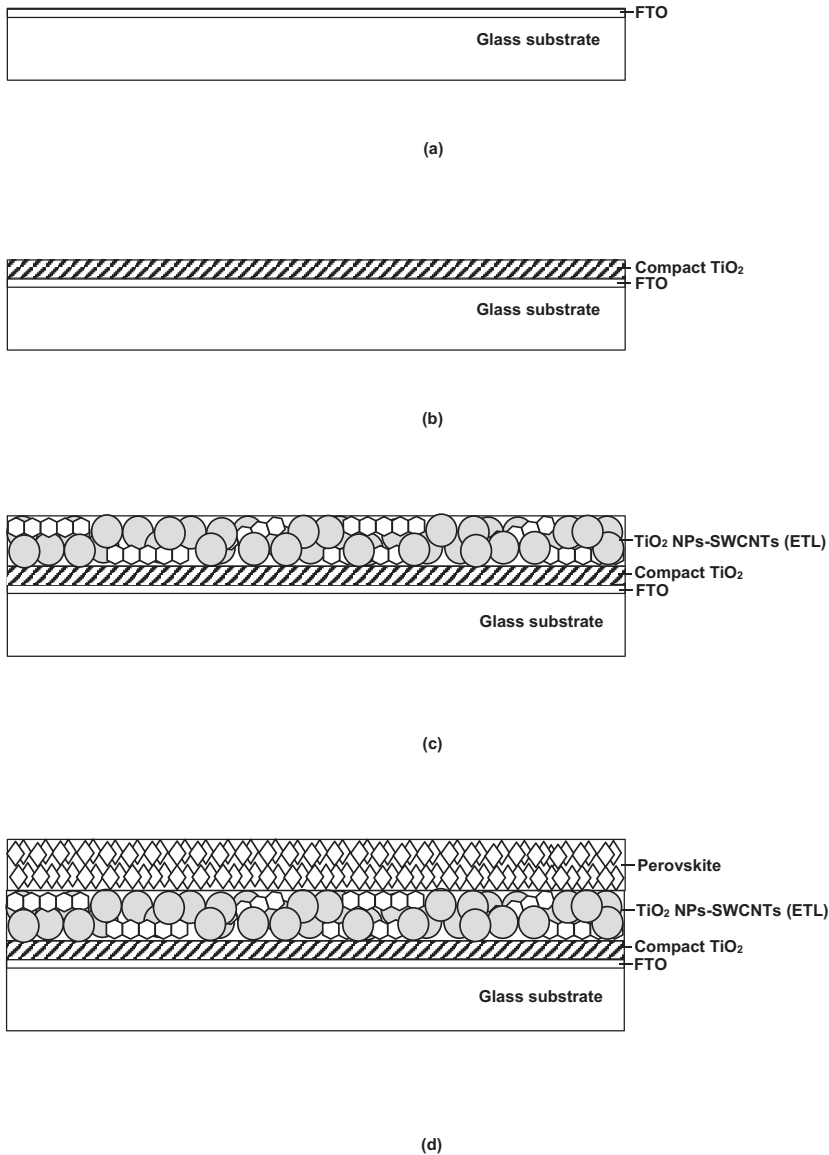 FTO
Glass substrate
(a)
Compact TiO₂
FTO
Glass substrate
(b)
TiO₂ NPs-SWCNTs (ETL)
Compact TiO₂
FTO
Glass substrate
(c)
Perovskite
TiO₂ NPs-SWCNTs (ETL)
Compact TiO₂
FTO
Glass substrate
(d)